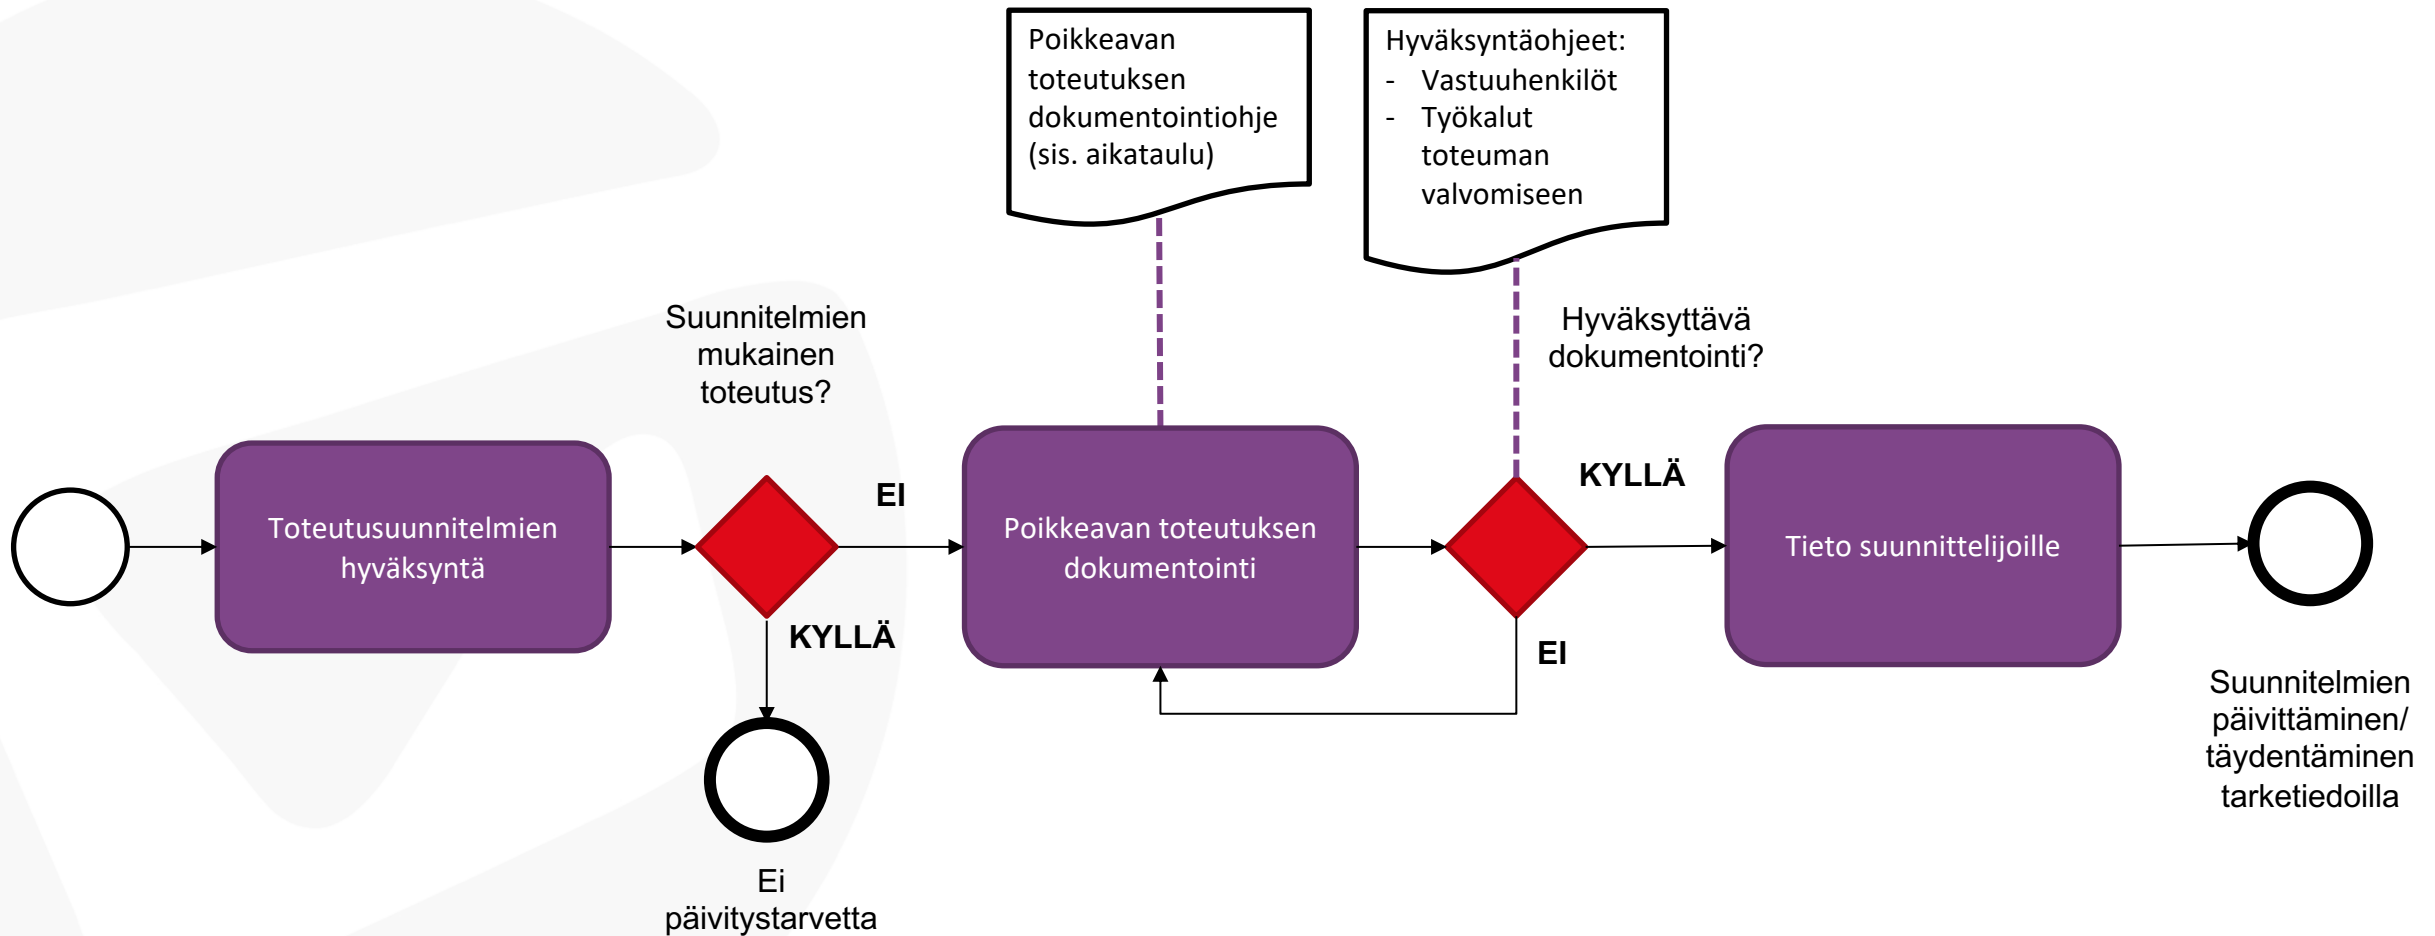 Poikkeavan
toteutuksen
dokumentointiohje
(sis. aikataulu)
Hyväksyntäohjeet:
- Vastuuhenkilöt
- Työkalut
toteuman
valvomiseen
Suunnitelmien
mukainen
toteutus?
Hyväksyttävä
dokumentointi?
Toteutusuunnitelmien
hyväksyntä
EI
KYLLÄ
Poikkeavan toteutuksen
dokumentointi
KYLLÄ
EI
Tieto suunnittelijoille
Suunnitelmien
päivittäminen/
täydentäminen
tarketiedoilla
Ei
päivitystarvetta